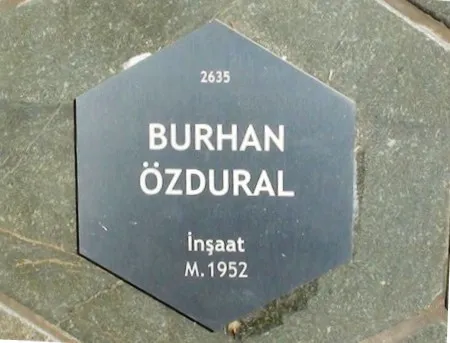 2635
BURHAN
ÖZDURAL
İnşaat
M.1952